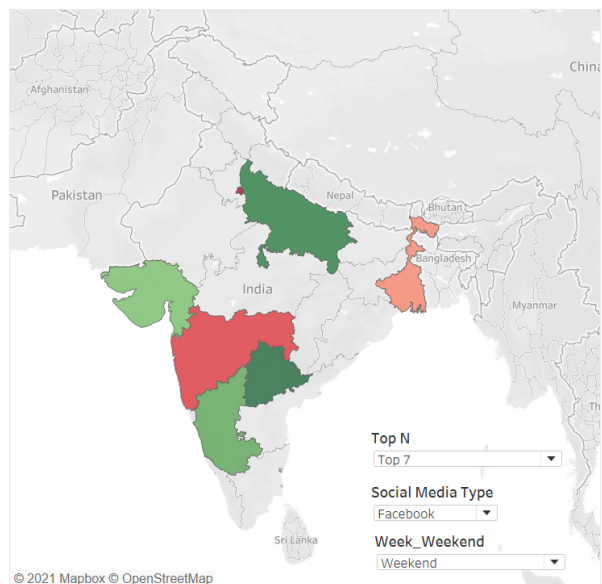 China
Afghanistan
Pakistan
Nepal
Bhutan
Bangladesh
India
Myanmar
Th
Top N
Top 7
Social Media Type
Facebook
Week_Weekend
Weekend
Sri Lanka
© 2021 Mapbox © OpenStreetMap